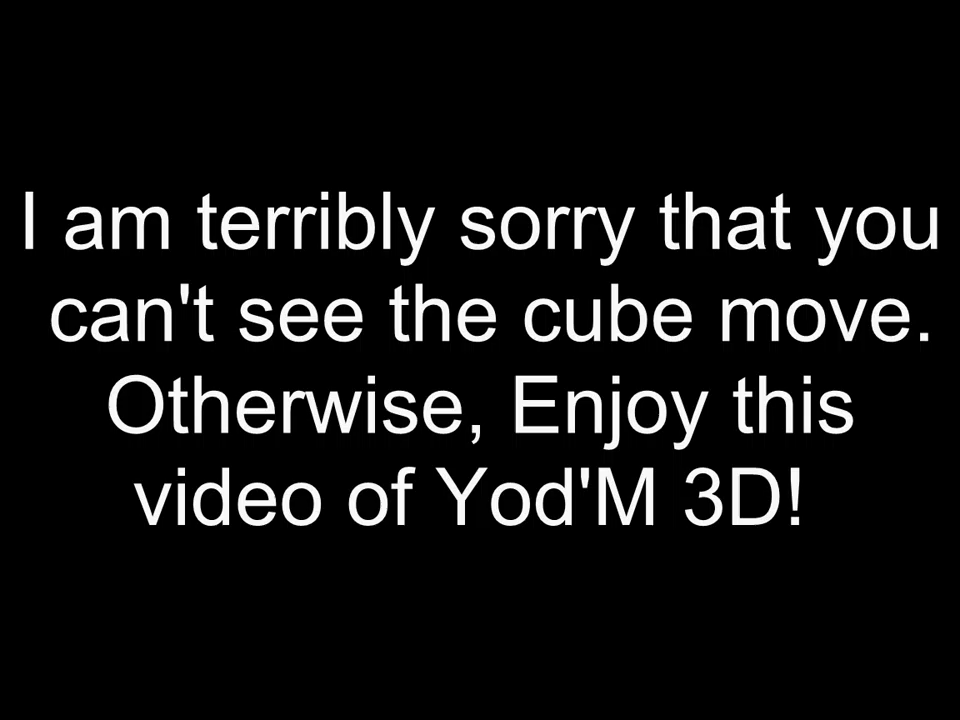 I am terribly sorry that you
can't see the cube move.
Otherwise, Enjoy this
video of Yod'M 3D!